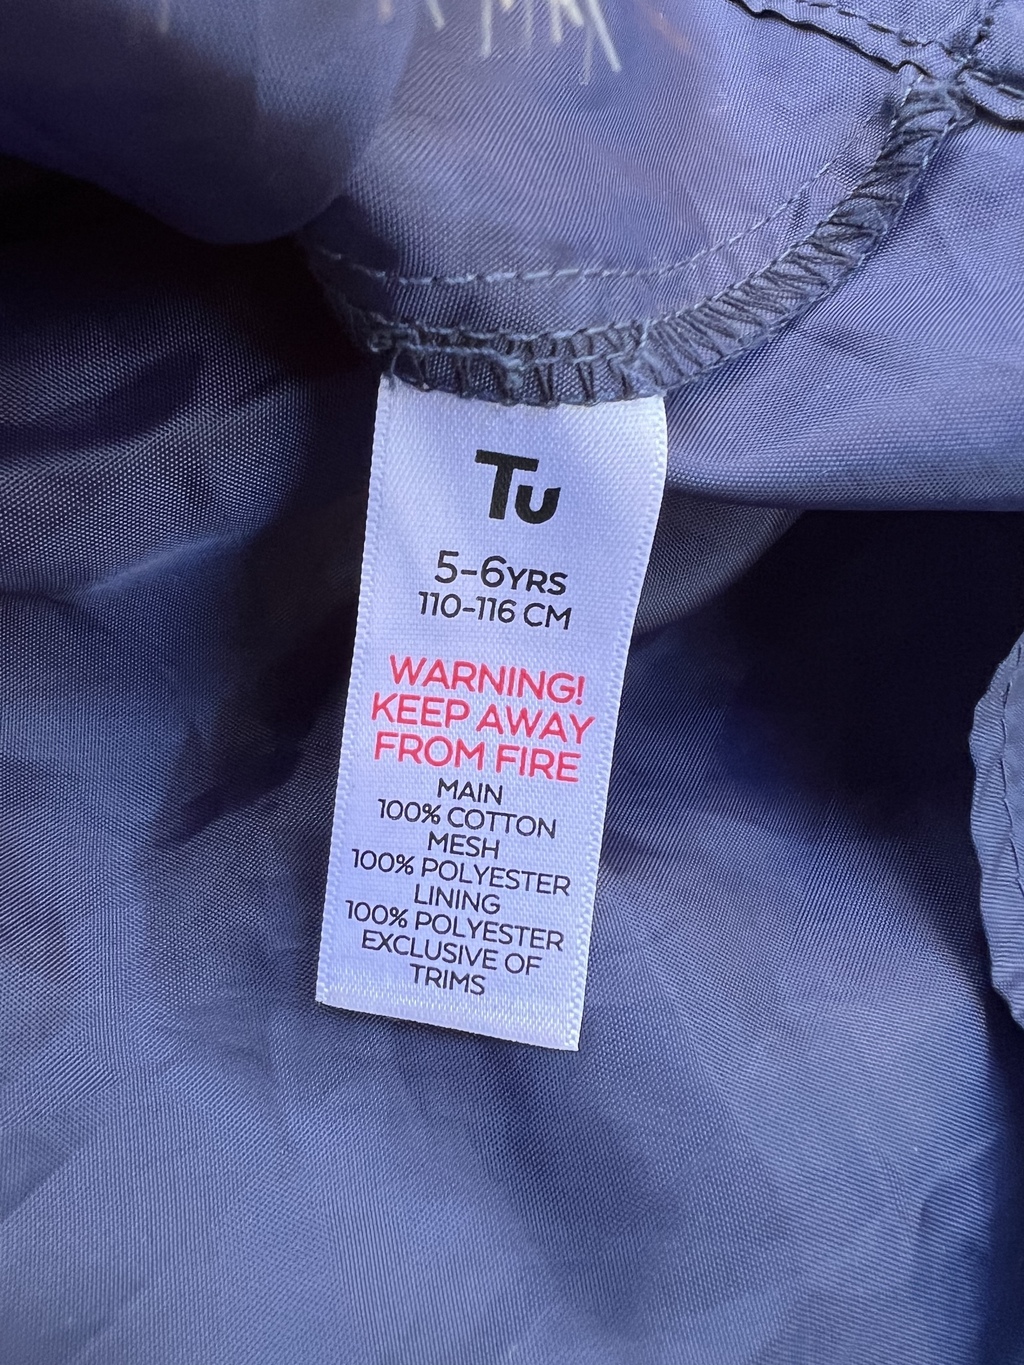 Tu
5-6YRS
110-116 CM
WARNING!
KEEP AWAY
FROM FIRE
MAIN
100% COTTON
MESH
100% POLYESTER
LINING
100% POLYESTER
EXCLUSIVE OF
TRIMS